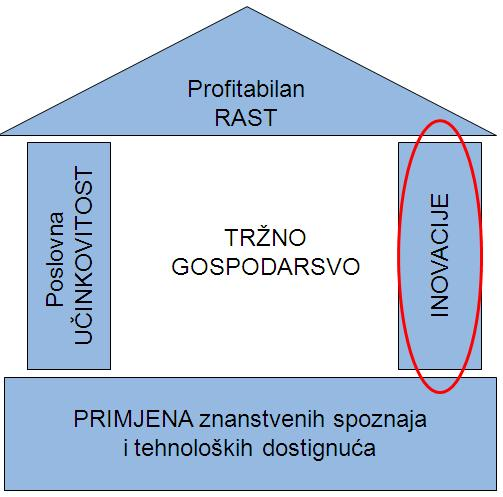 Profitabilan
RAST
Poslovna
UČINKOVITOST
TRŽNO
GOSPODARSVO
INOVACIJE
PRIMJENA znanstvenih spoznaja
i tehnoloških dostignuća